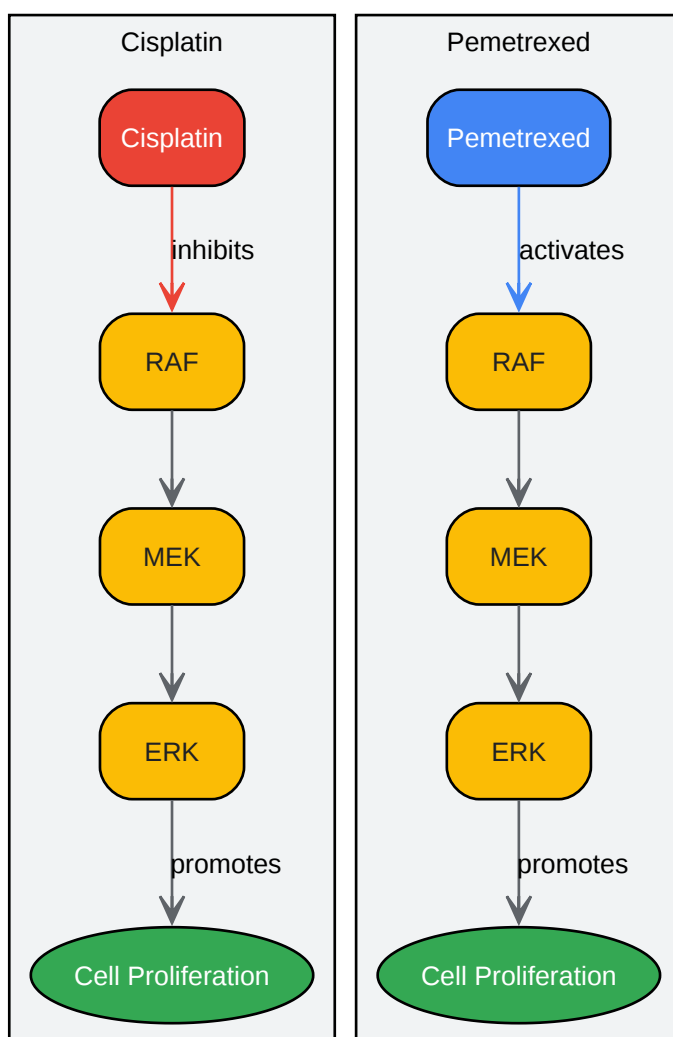 Cisplatin
Cisplatin
inhibits
RAF
MEK
ERK
promotes
Cell Proliferation
Pemetrexed
Pemetrexed
activates
RAF
MEK
ERK
promotes
Cell Proliferation